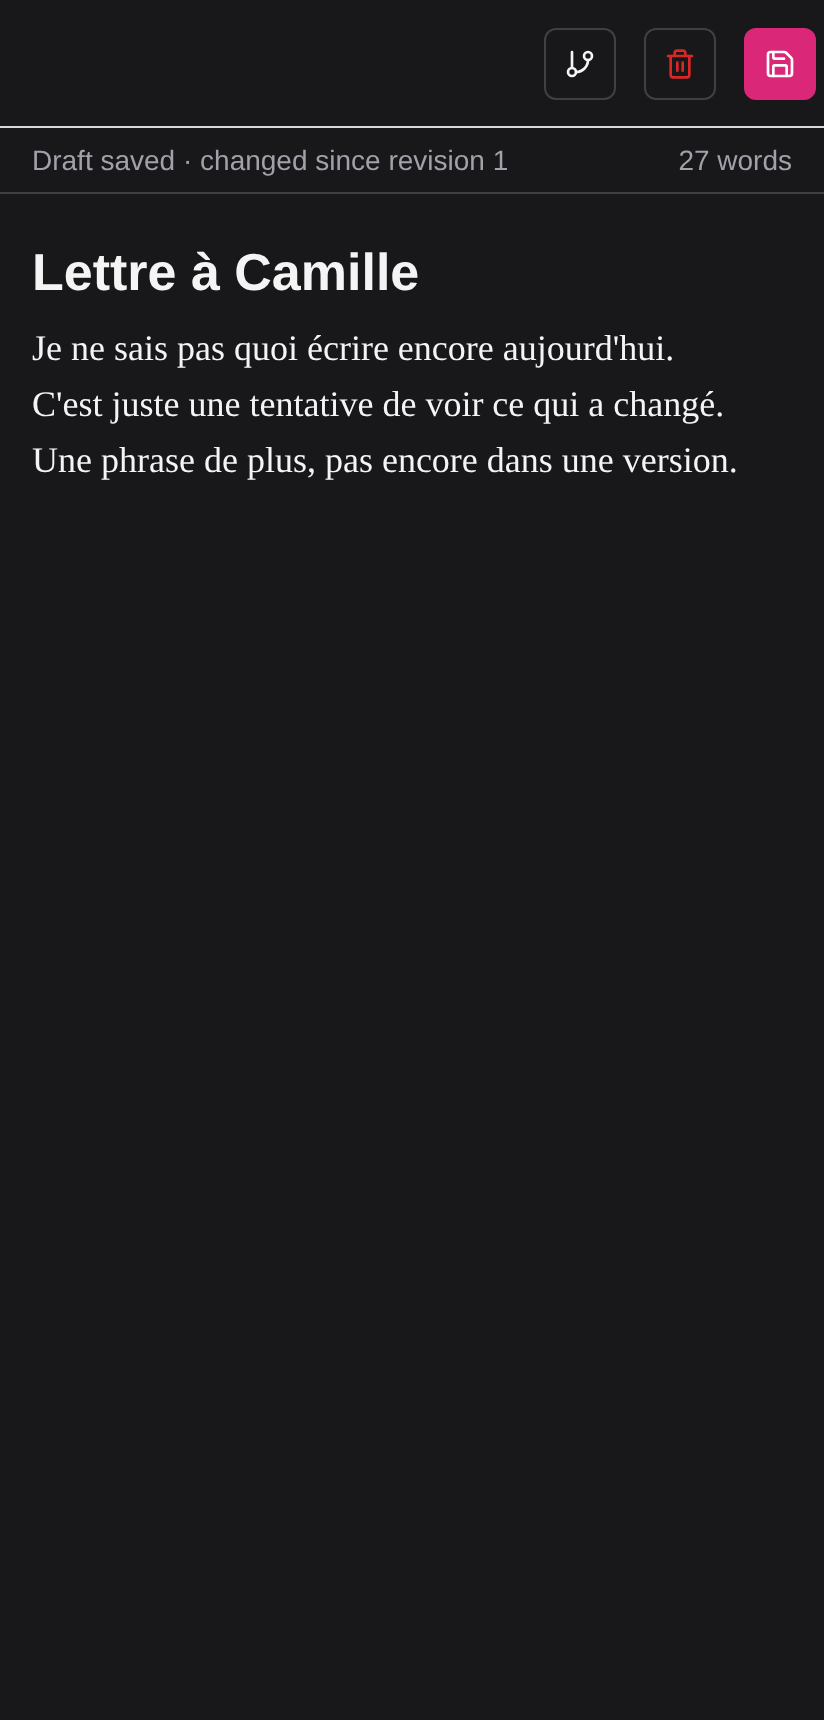 Draft saved · changed since revision 1
27 words
Lettre à Camille
Je ne sais pas quoi écrire encore aujourd'hui.
C'est juste une tentative de voir ce qui a changé.
Une phrase de plus, pas encore dans une version.